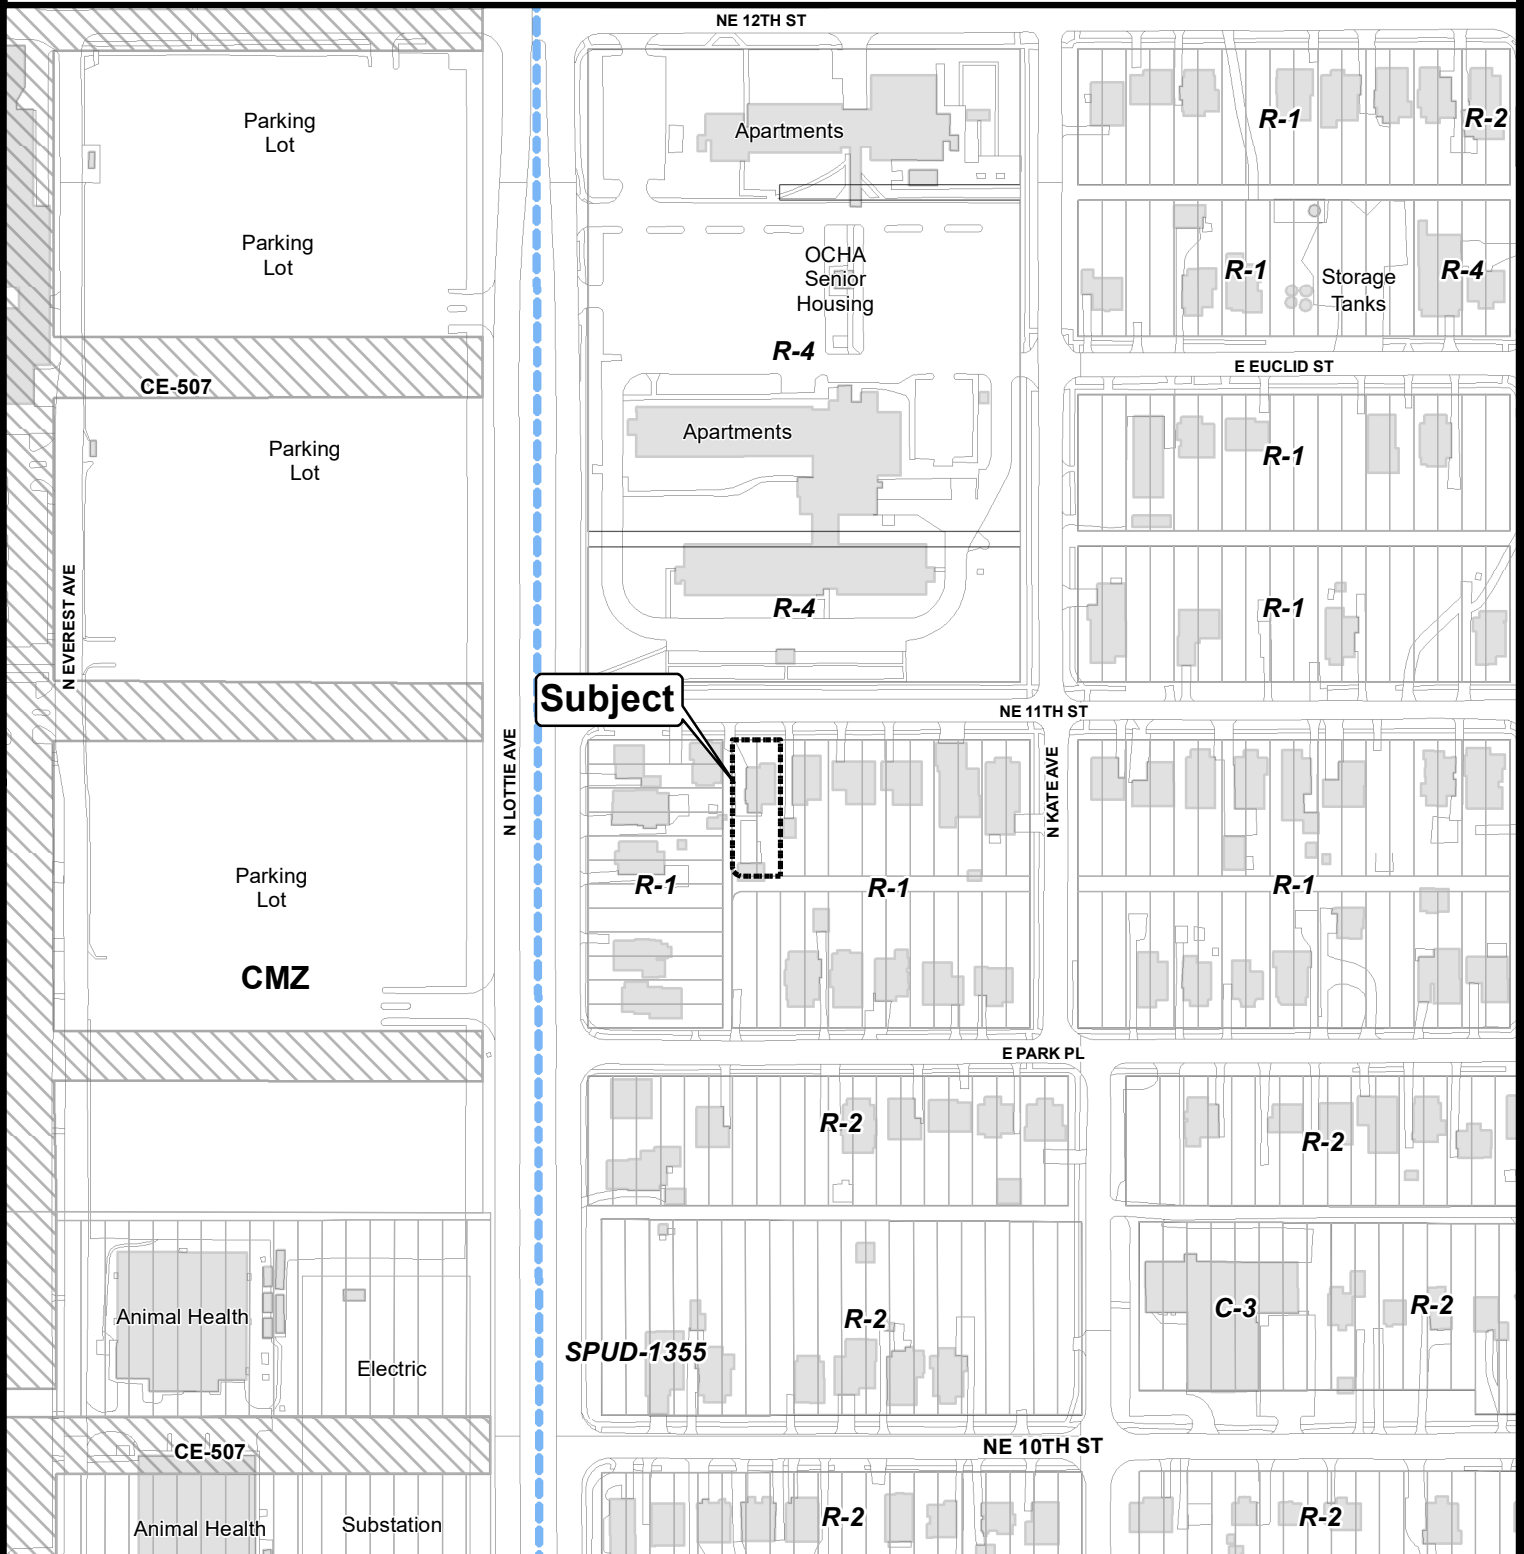 NE 12TH ST
Parking
Lot
Apartments
R-1
R-2
Parking
Lot
OCHA
Senior
Housing
R-1
Storage
Tanks
R-4
R-4
E EUCLID ST
CE-507
Parking
Lot
Apartments
R-1
N EVEREST AVE
R-4
R-1
Subject
NE 11TH ST
N LOTTIE AVE
N KATE AVE
Parking
Lot
R-1
R-1
R-1
CMZ
E PARK PL
R-2
R-2
Animal Health
R-2
C-3
R-2
SPUD-1355
Electric
CE-507
NE 10TH ST
Animal Health
Substation
R-2
R-2